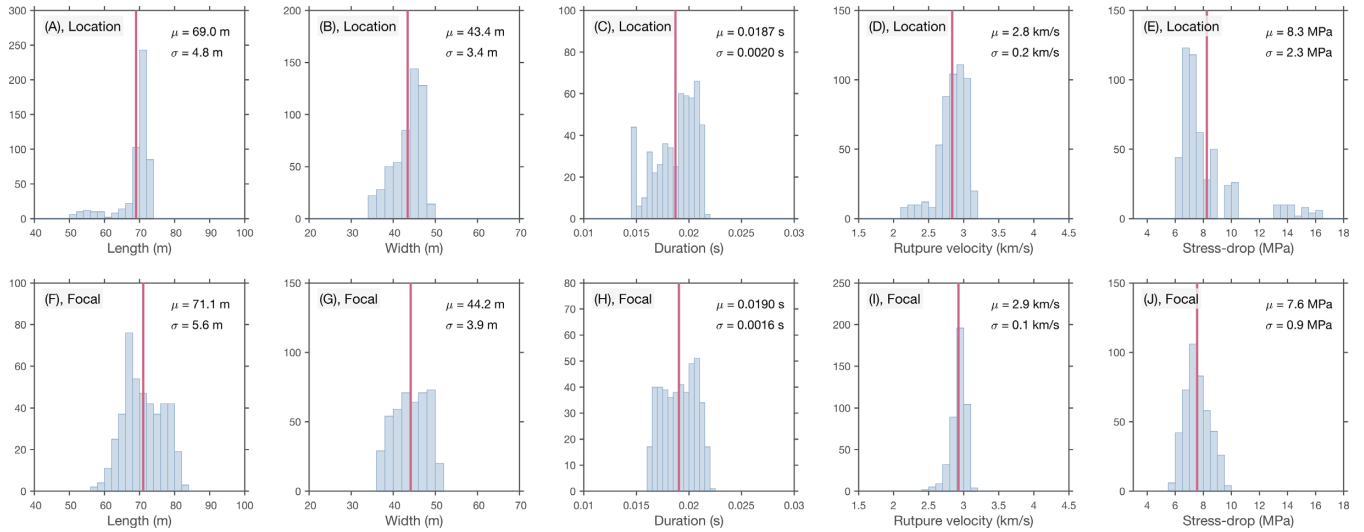 (A), Location
μ = 69.0 m
σ = 4.8 m
300
250
200
150
100
50
0
40 50 60 70 80 90 100
Length (m)
(B), Location
μ = 43.4 m
σ = 3.4 m
200
150
100
50
0
20 30 40 50 60 70
Width (m)
(C), Location
μ = 0.0187 s
σ = 0.0020 s
100
80
60
40
20
0
0.01 0.015 0.02 0.025 0.03
Duration (s)
(D), Location
μ = 2.8 km/s
σ = 0.2 km/s
150
100
50
0
1.5 2 2.5 3 3.5 4 4.5
Rutpure velocity (km/s)
(E), Location
μ = 8.3 MPa
σ = 2.3 MPa
150
100
50
0
4 6 8 10 12 14 16 18
Stress-drop (MPa)
(F), Focal
μ = 71.1 m
σ = 5.6 m
100
80
60
40
20
0
40 50 60 70 80 90 100
Length (m)
(G), Focal
μ = 44.2 m
σ = 3.9 m
150
100
50
0
20 30 40 50 60 70
Width (m)
(H), Focal
μ = 0.0190 s
σ = 0.0016 s
80
70
60
50
40
30
20
10
0
0.01 0.015 0.02 0.025 0.03
Duration (s)
(I), Focal
μ = 2.9 km/s
σ = 0.1 km/s
250
200
150
100
50
0
1.5 2 2.5 3 3.5 4 4.5
Rutpure velocity (km/s)
(J), Focal
μ = 7.6 MPa
σ = 0.9 MPa
150
100
50
0
4 6 8 10 12 14 16 18
Stress-drop (MPa)